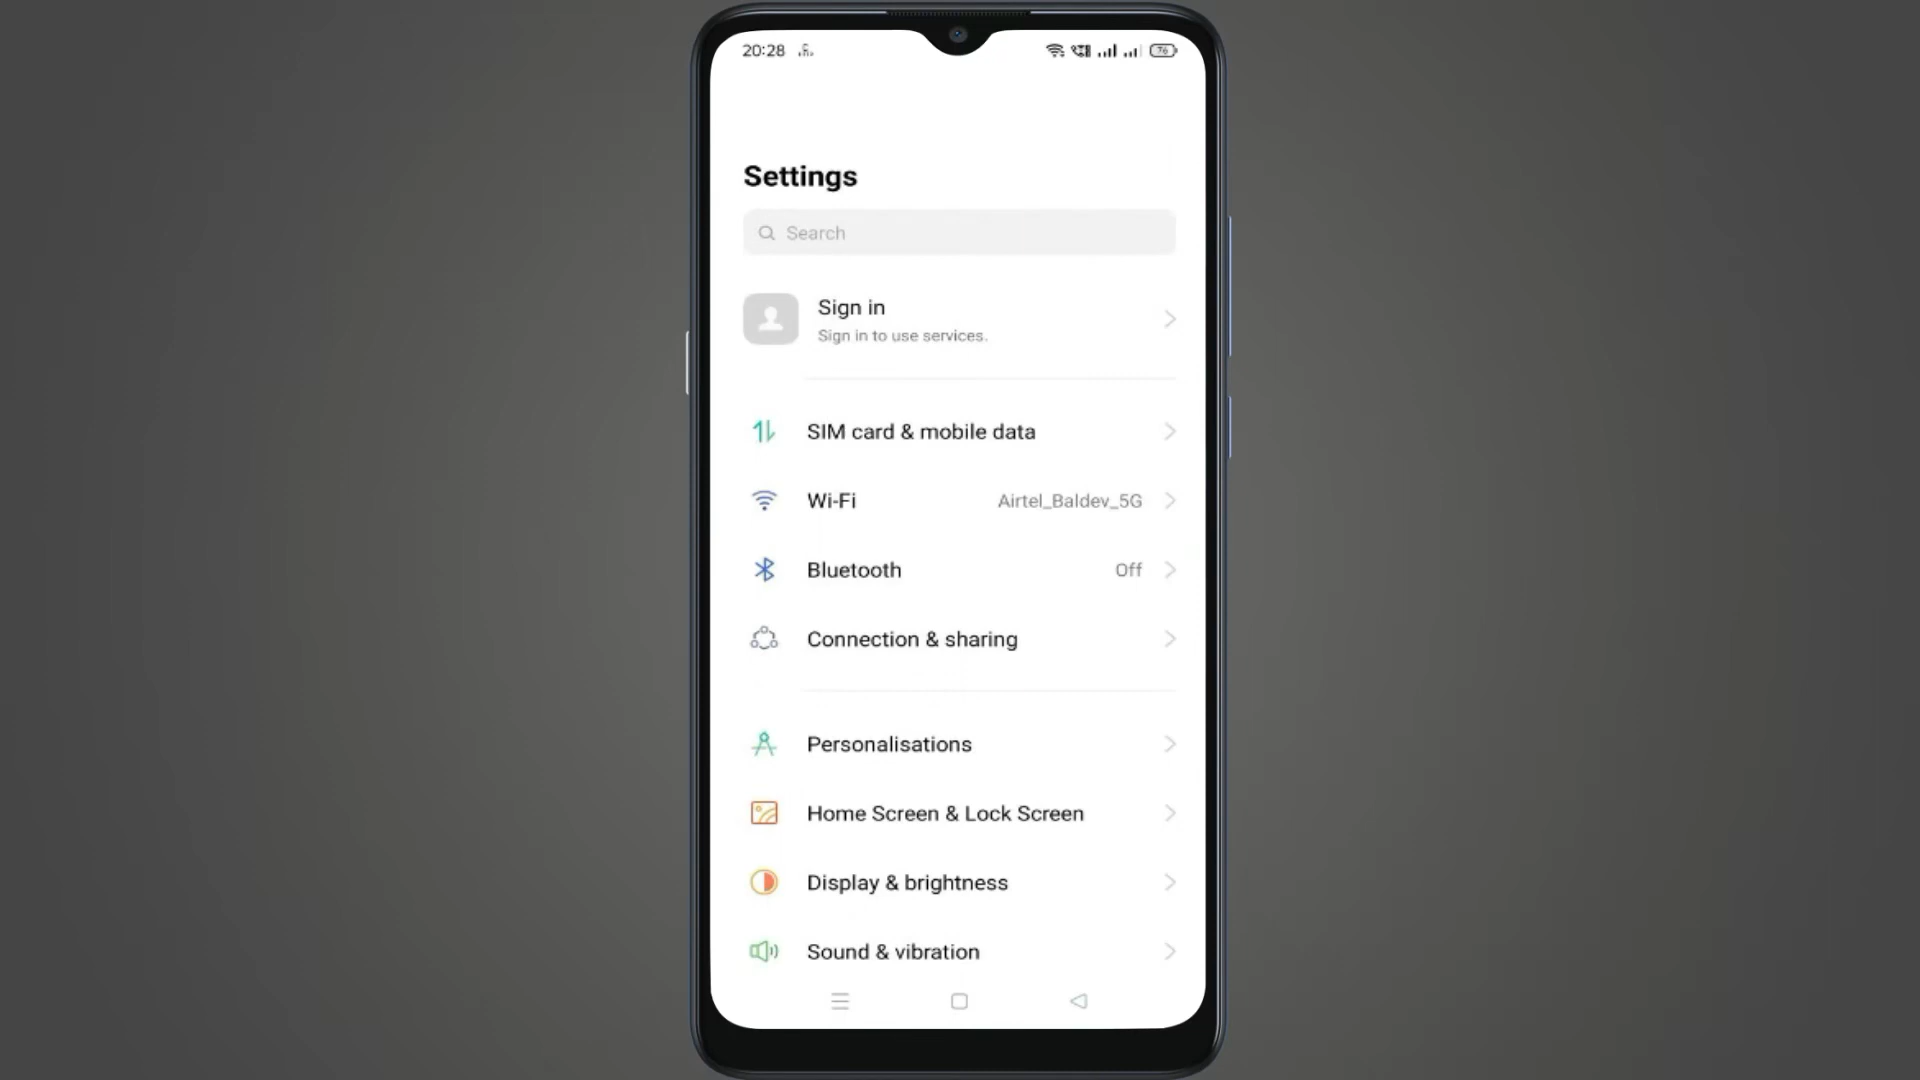 20:28
76
Settings
Search
Sign in
Sign in to use services.
SIM card & mobile data
Wi-Fi Airtel_Baldev_5G
Bluetooth Off
Connection & sharing
Personalisations
Home Screen & Lock Screen
Display & brightness
Sound & vibration